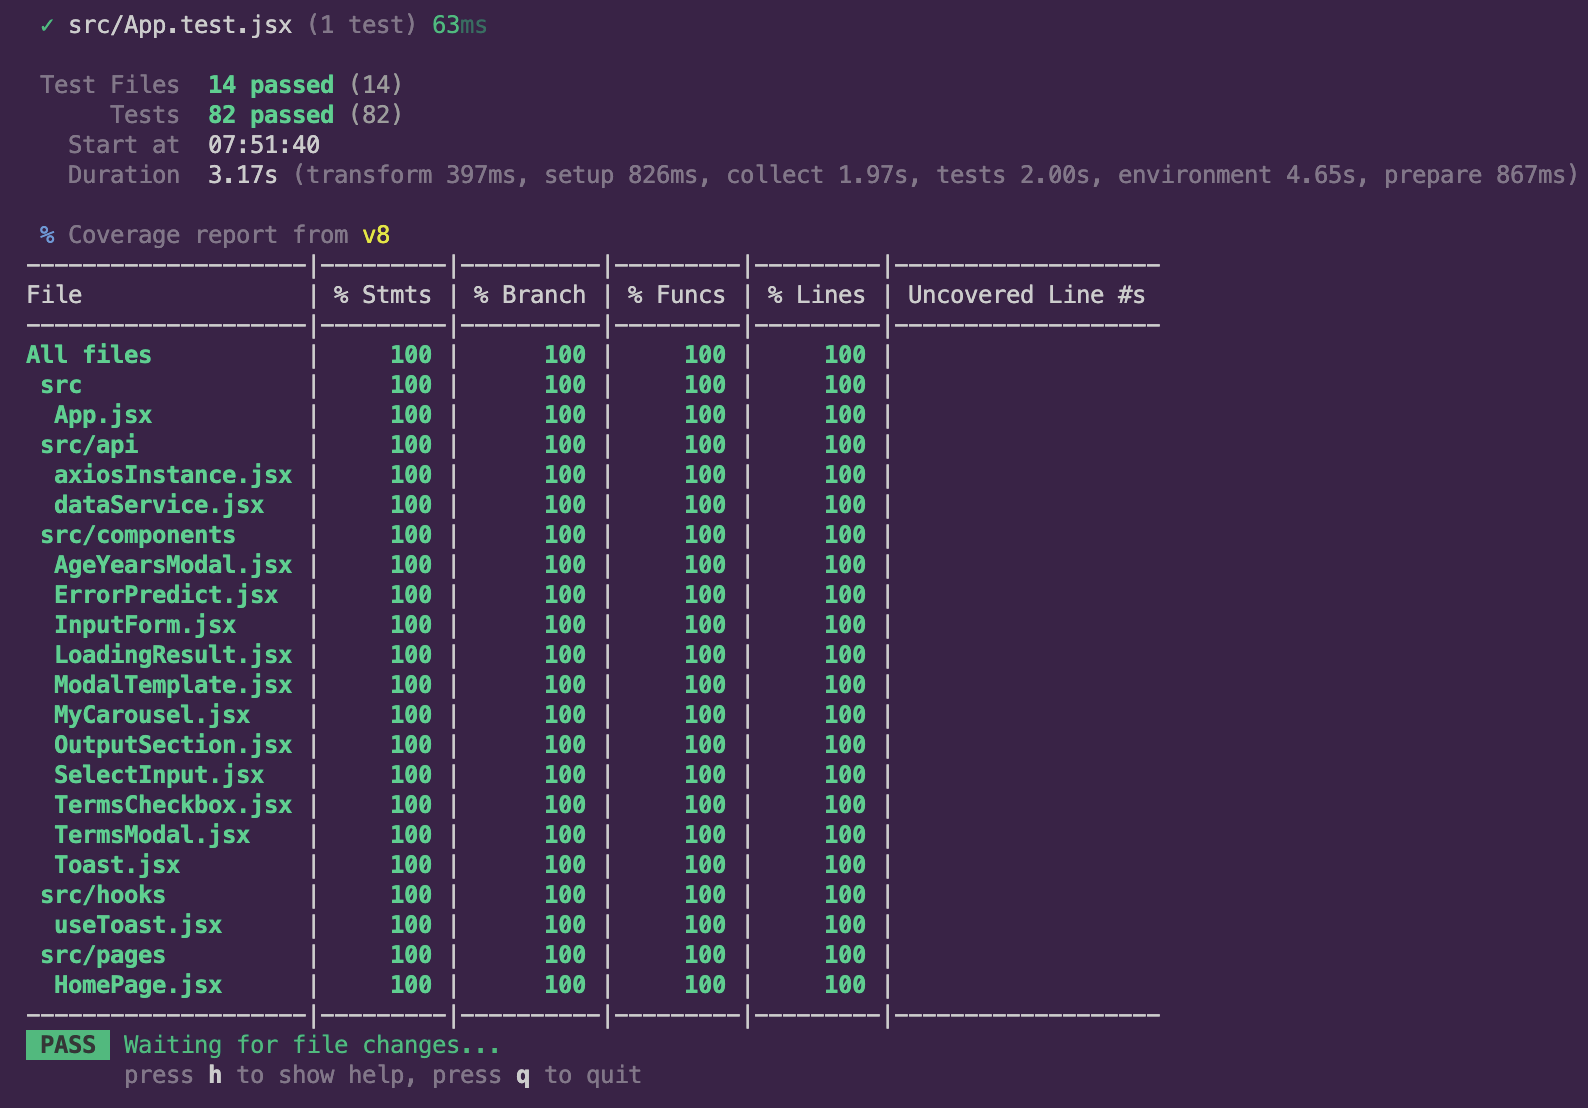 ✓ src/App.test.jsx (1 test) 63ms
Test Files 14 passed (14)
Tests 82 passed (82)
Start at 07:51:40
Duration 3.17s (transform 397ms, setup 826ms, collect 1.97s, tests 2.00s, environment 4.65s, prepare 867ms)
% Coverage report from v8
File | % Stmts | % Branch | % Funcs | % Lines | Uncovered Line #s
All files | 100 | 100 | 100 | 100 |
src | 100 | 100 | 100 | 100 |
App.jsx | 100 | 100 | 100 | 100 |
src/api | 100 | 100 | 100 | 100 |
axiosInstance.jsx | 100 | 100 | 100 | 100 |
dataService.jsx | 100 | 100 | 100 | 100 |
src/components | 100 | 100 | 100 | 100 |
AgeYearsModal.jsx | 100 | 100 | 100 | 100 |
ErrorPredict.jsx | 100 | 100 | 100 | 100 |
InputForm.jsx | 100 | 100 | 100 | 100 |
LoadingResult.jsx | 100 | 100 | 100 | 100 |
ModalTemplate.jsx | 100 | 100 | 100 | 100 |
MyCarousel.jsx | 100 | 100 | 100 | 100 |
OutputSection.jsx | 100 | 100 | 100 | 100 |
SelectInput.jsx | 100 | 100 | 100 | 100 |
TermsCheckbox.jsx | 100 | 100 | 100 | 100 |
TermsModal.jsx | 100 | 100 | 100 | 100 |
Toast.jsx | 100 | 100 | 100 | 100 |
src/hooks | 100 | 100 | 100 | 100 |
useToast.jsx | 100 | 100 | 100 | 100 |
src/pages | 100 | 100 | 100 | 100 |
HomePage.jsx | 100 | 100 | 100 | 100 |
PASS Waiting for file changes...
press h to show help, press q to quit